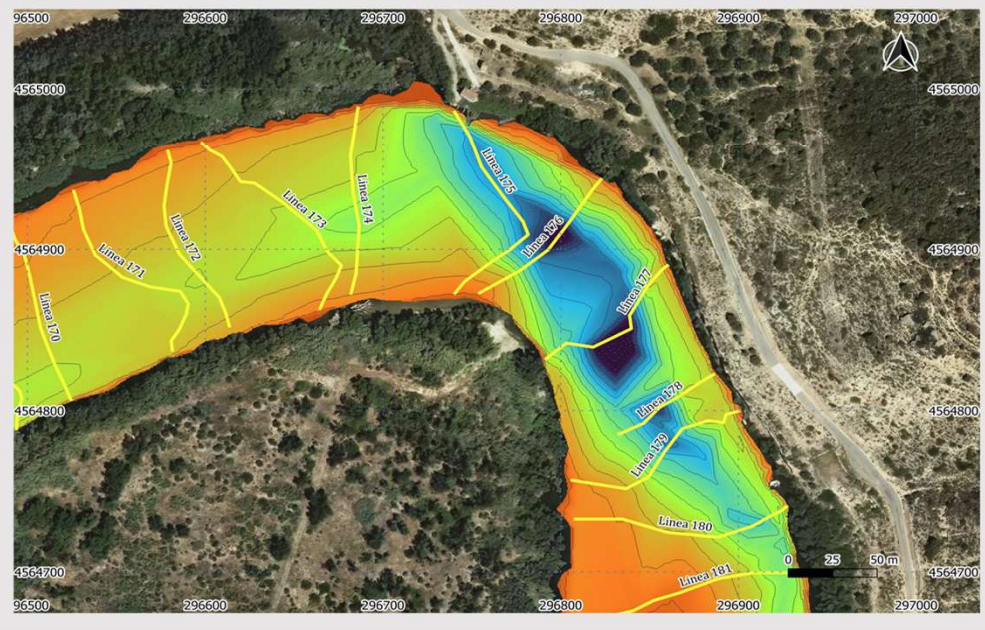 96500 296600 296700 296800 296900 297000
4565000 4565000
Linea 175
Linea 174
Linea 173
Linea 172
Linea 176
4564900 4564900
Linea 171
Linea 177
Linea 170
Linea 178
4564800 4564800
Linea 179
Linea 180
0 25 50 m
4564700 4564700
Linea 181
96500 296600 296700 296800 296900 297000